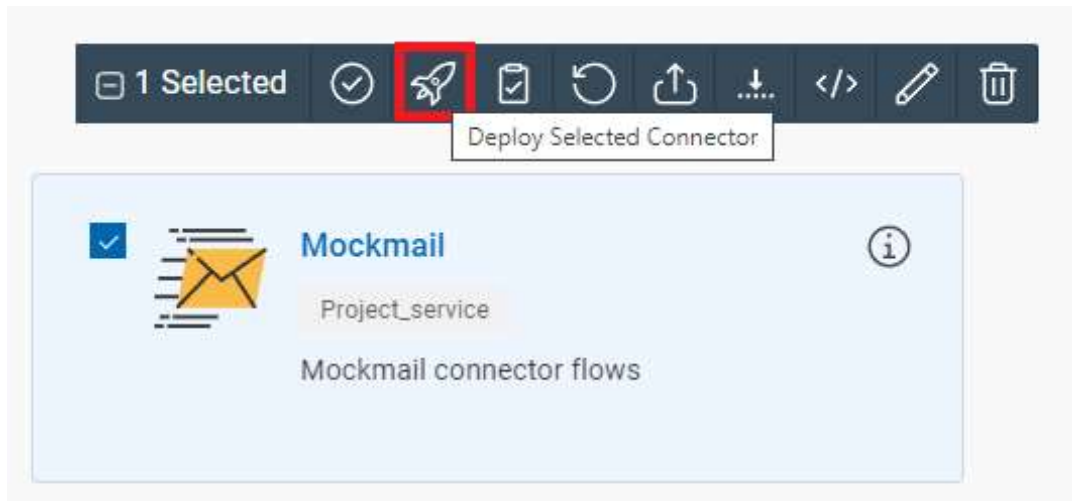 1 Selected
</>
Deploy Selected Connector
Mockmail
Project_service
Mockmail connector flows